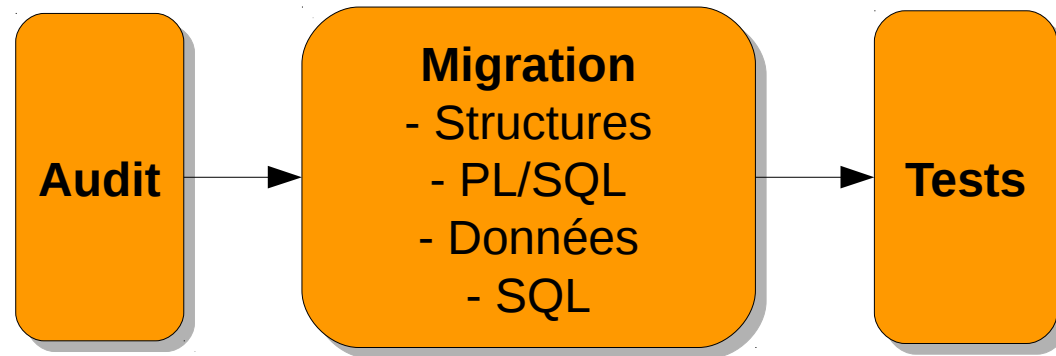 Audit
Migration
- Structures
- PL/SQL
- Données
- SQL
Tests